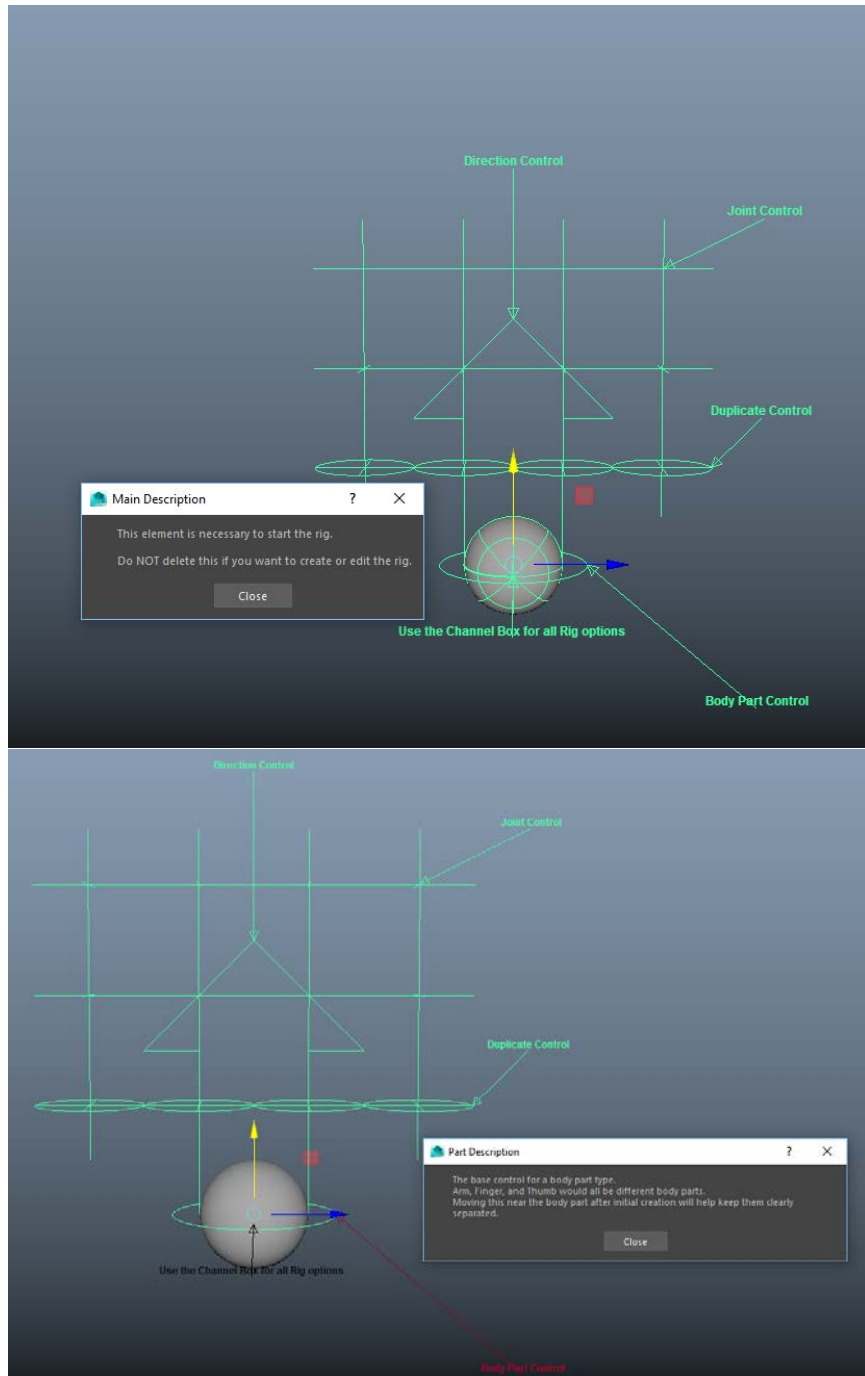 Direction Control
Joint Control
Duplicate Control
Main Description
?
This element is necessary to start the rig.
Do NOT delete this if you want to create or edit the rig.
Close
Use the Channel Box for all Rig options
Body Part Control
Direction Control
Joint Control
Duplicate Control
Part Description
?
The base control for a body part type.
Arm, Finger, and Thumb would all be different body parts.
Moving this near the body part after initial creation will help keep them clearly
separated.
Close
Use the Channel Box for all Rig options
Body Part Control